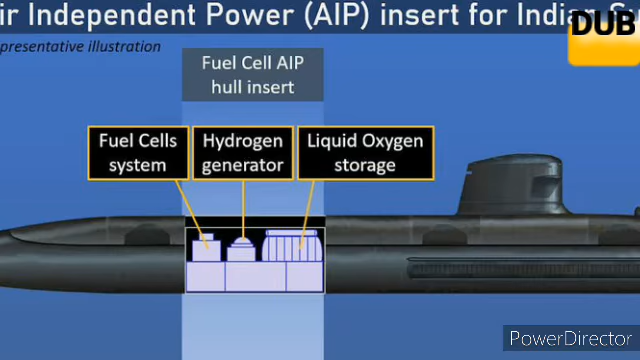 ir Independent Power (AIP) insert for Indian Su
DUB
presentative illustration
Fuel Cell AIP
hull insert
Fuel Cells
system
Hydrogen
generator
Liquid Oxygen
storage
PowerDirector